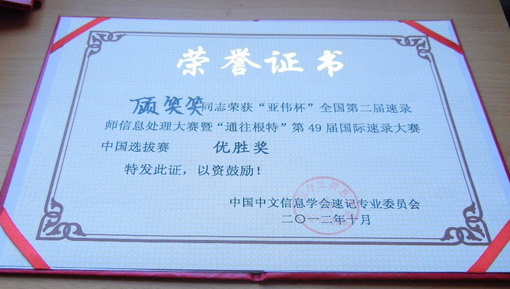 荣誉证书
顾笑笑同志荣获“亚伟杯”全国第二届速录
师信息处理大赛暨“通往根特”第49届国际速录大赛
中国选拔赛 优胜奖
特发此证，以资鼓励！
中国中文信息学会速记专业委员会
二〇一二年十月